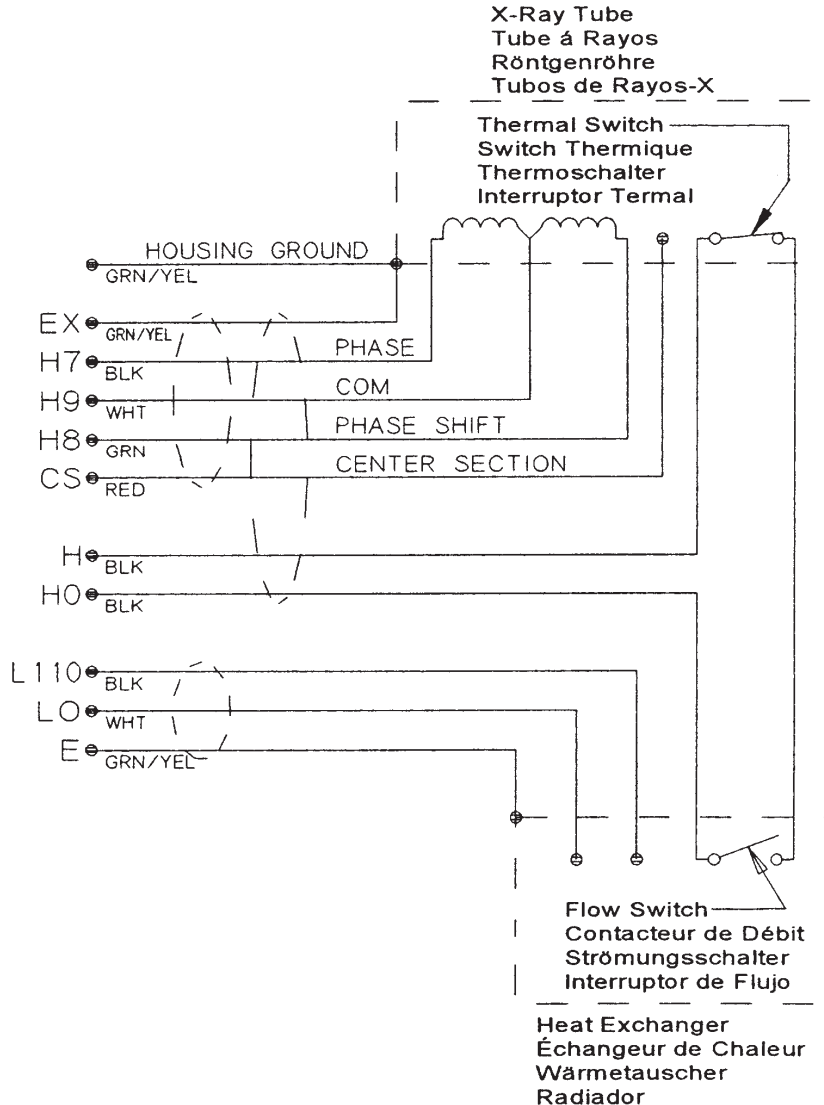 X-Ray Tube
Tube á Rayos
Röntgenröhre
Tubos de Rayos-X
Thermal Switch
Switch Thermique
Thermoschalter
Interruptor Termal
HOUSING GROUND
GRN/YEL
EX
GRN/YEL
H7
BLK
PHASE
H9
WHT
COM
H8
GRN
PHASE SHIFT
CS
RED
CENTER SECTION
H
BLK
HO
BLK
L110
BLK
LO
WHT
E
GRN/YEL
Flow Switch
Contacteur de Débit
Strömungsschalter
Interruptor de Flujo
Heat Exchanger
Échangeur de Chaleur
Wärmetauscher
Radiador